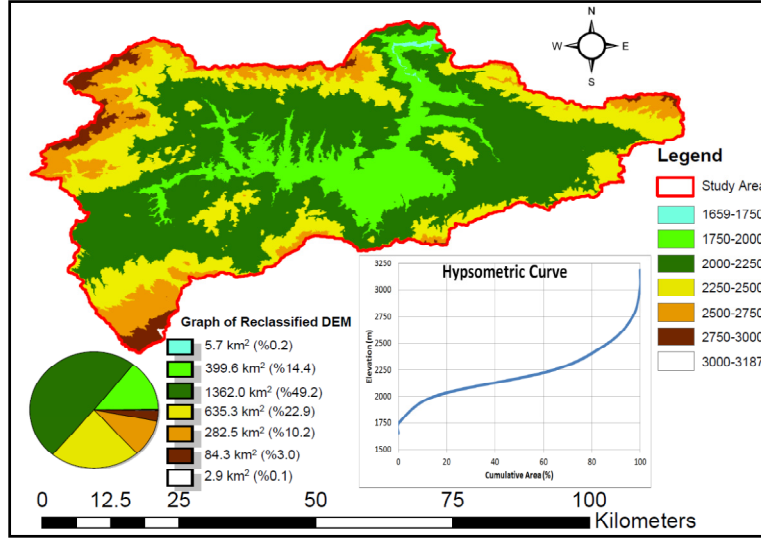 N
W E
S
Legend
Study Area
1659-1750
1750-2000
2000-2250
2250-2500
2500-2750
2750-3000
3000-3187
Graph of Reclassified DEM
5.7 km² (%0.2)
399.6 km² (%14.4)
1362.0 km² (%49.2)
635.3 km² (%22.9)
282.5 km² (%10.2)
84.3 km² (%3.0)
2.9 km² (%0.1)
Hypsometric Curve
Elevation (m)
3250
3000
2750
2500
2250
2000
1750
1500
0 20 40 60 80 100
Cumulative Area (%)
0 12.5 25 50 75 100
Kilometers